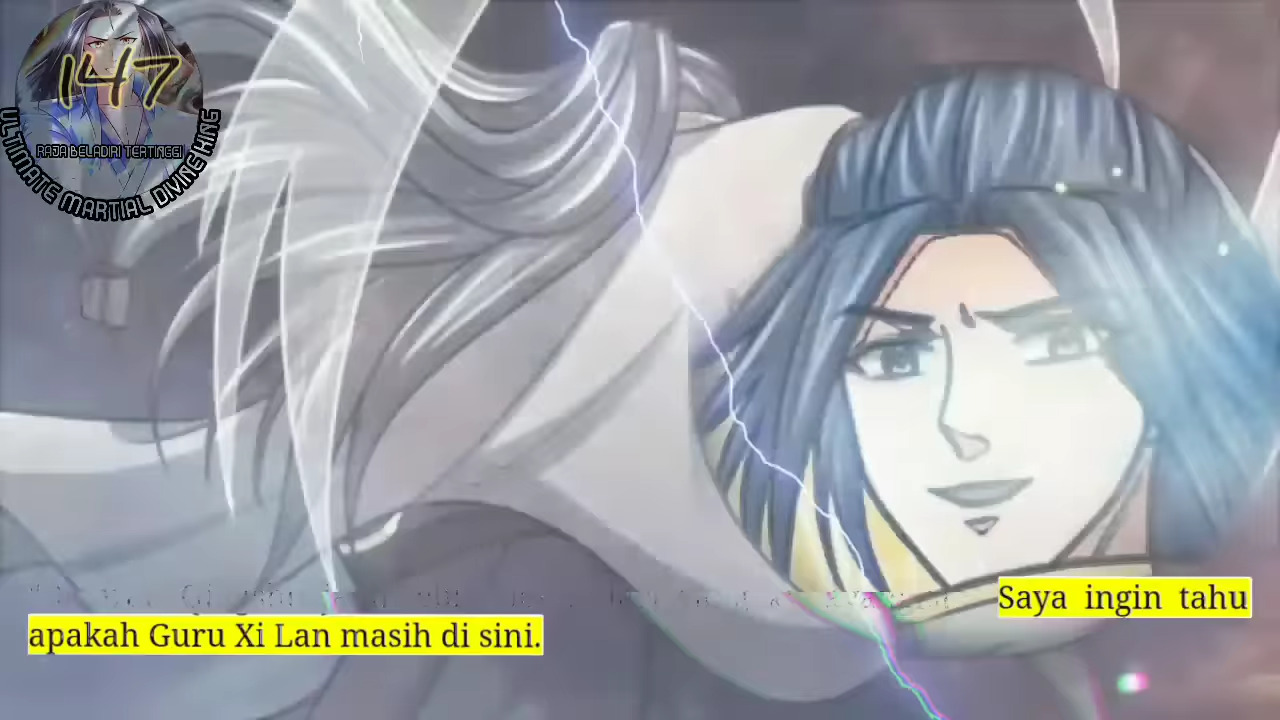 147
RAJA BELADIRI TERTINGGI
ULTIMATE MARTIAL DIVINE KING
Saya ingin tahu
apakah Guru Xi Lan masih di sini.